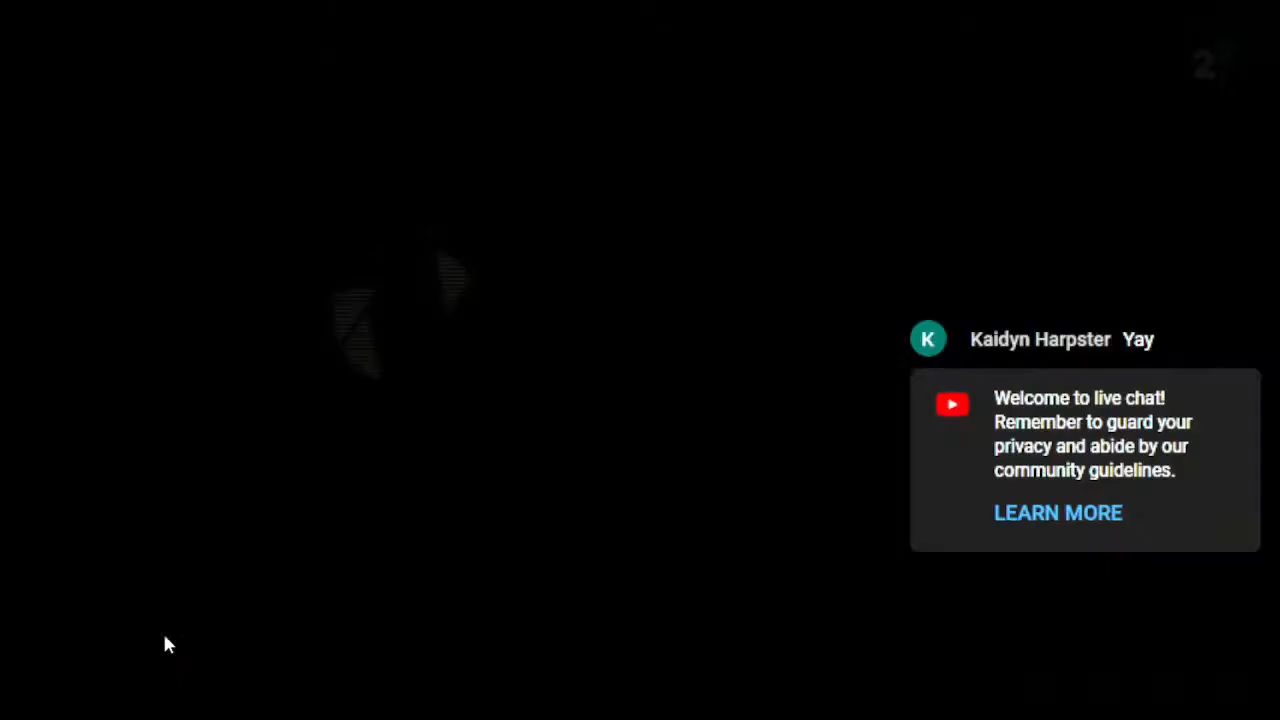 2
K Kaidyn Harpster Yay
Welcome to live chat!
Remember to guard your
privacy and abide by our
community guidelines.
LEARN MORE